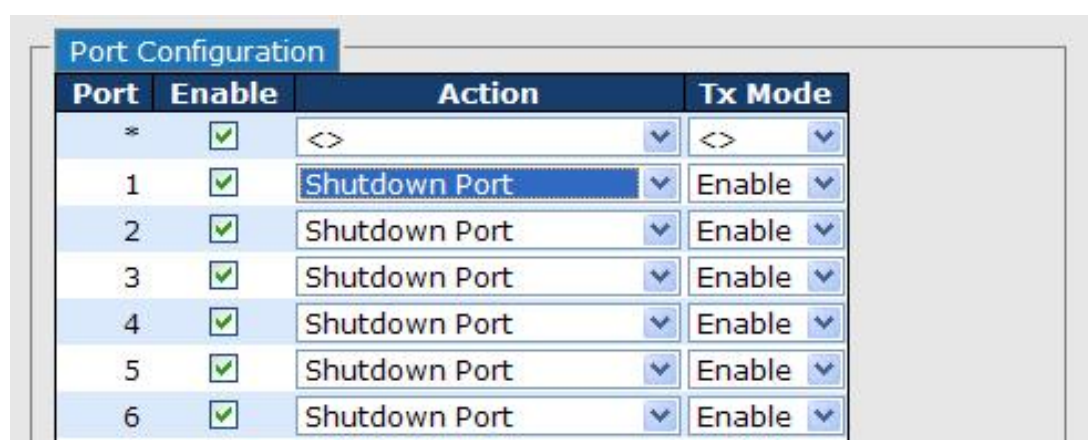 Port Configuration
Port Enable Action Tx Mode
* <> <>
1 Shutdown Port Enable
2 Shutdown Port Enable
3 Shutdown Port Enable
4 Shutdown Port Enable
5 Shutdown Port Enable
6 Shutdown Port Enable